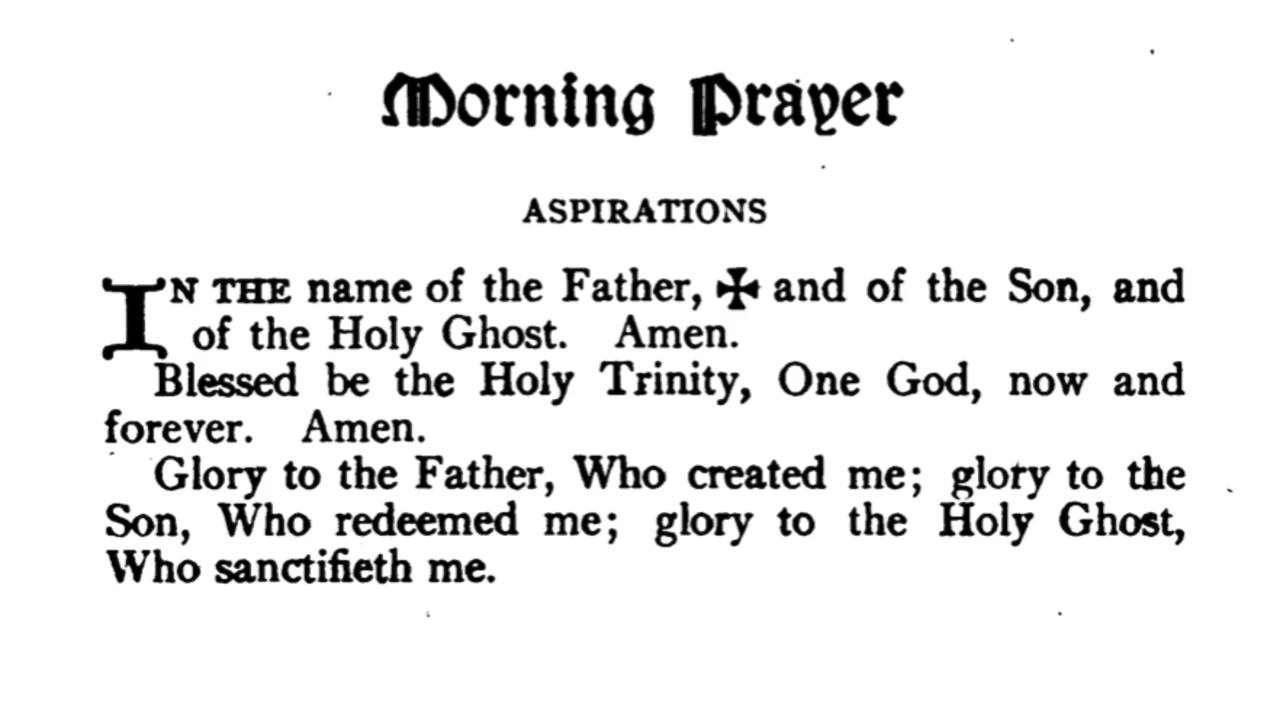 Morning Prayer
ASPIRATIONS
IN THE name of the Father, ✠ and of the Son, and
of the Holy Ghost. Amen.
Blessed be the Holy Trinity, One God, now and
forever. Amen.
Glory to the Father, Who created me; glory to the
Son, Who redeemed me; glory to the Holy Ghost,
Who sanctifieth me.